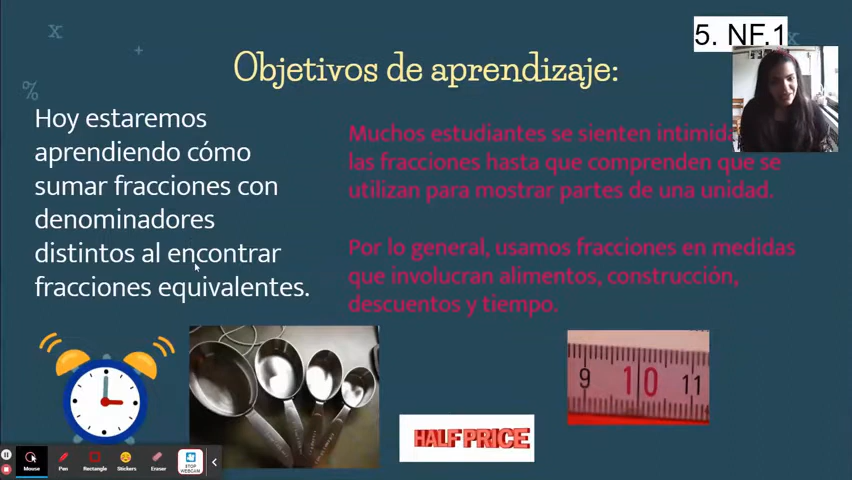 5. NF.1
Objetivos de aprendizaje:
Hoy estaremos
aprendiendo cómo
sumar fracciones con
denominadores
distintos al encontrar
fracciones equivalentes.
Muchos estudiantes se sienten
las fracciones hasta que comprenden que se
utilizan para mostrar partes de una unidad.
Por lo general, usamos fracciones en medidas
que involucran alimentos, construcción,
descuentos y tiempo.
9 10 11
HALF PRICE
Mouse Pen Rectangle Stickers Eraser STOP WEBCAM